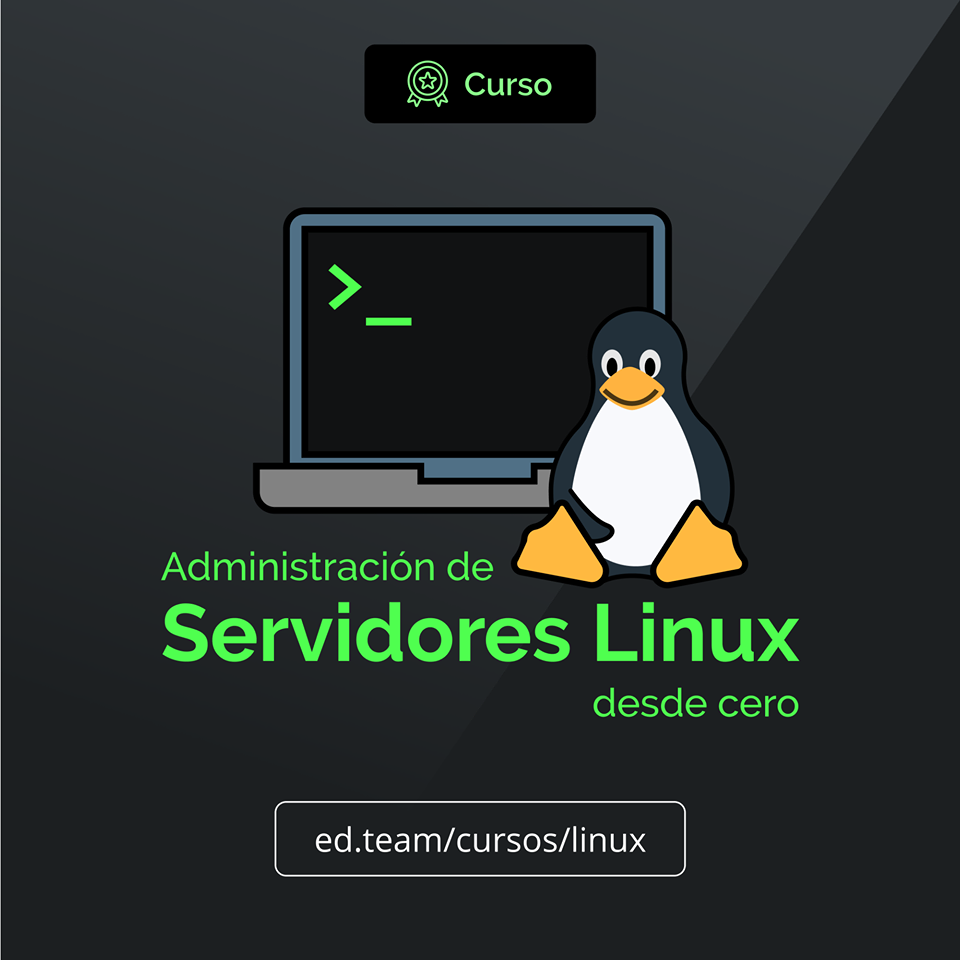 Curso
>_
Administración de
Servidores Linux
desde cero
ed.team/cursos/linux